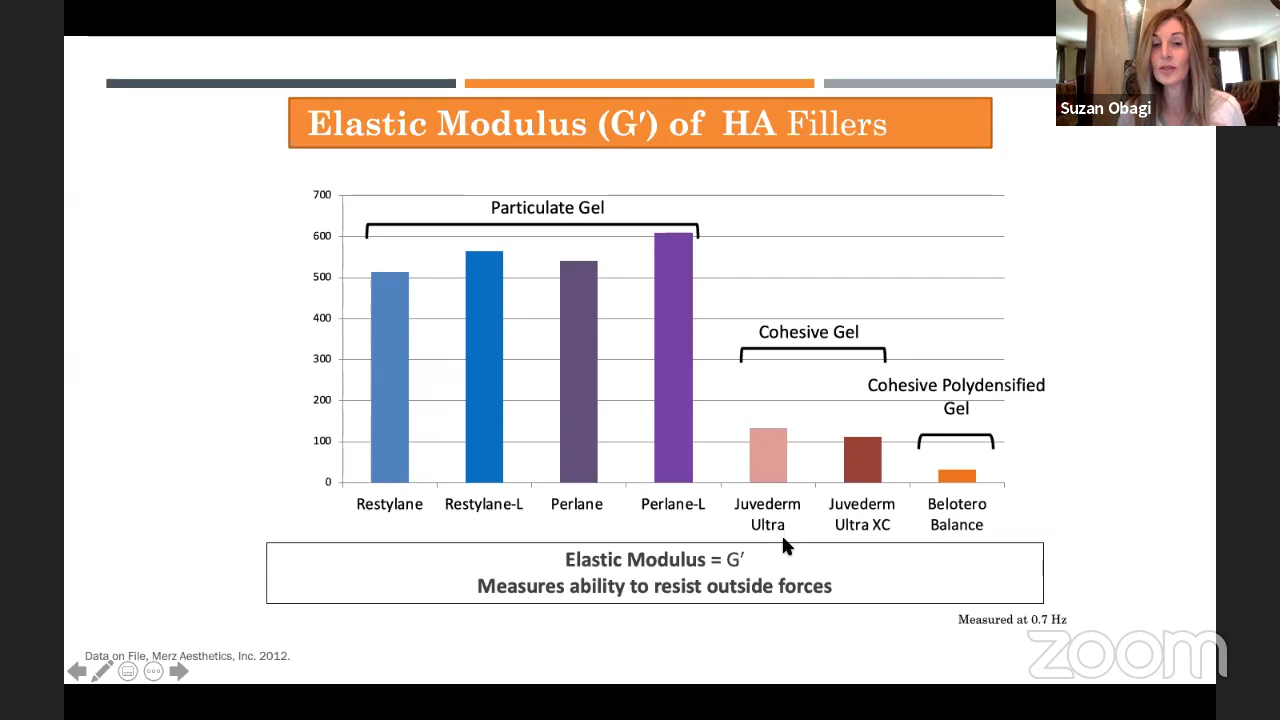 Suzan Obagi
Elastic Modulus (G′) of HA Fillers
700
600
500
400
300
200
100
0
Particulate Gel
Cohesive Gel
Cohesive Polydensified
Gel
Restylane
Restylane-L
Perlane
Perlane-L
Juvederm
Ultra
Juvederm
Ultra XC
Belotero
Balance
Elastic Modulus = G′
Measures ability to resist outside forces
Measured at 0.7 Hz
Data on File, Merz Aesthetics, Inc. 2012.
zoom